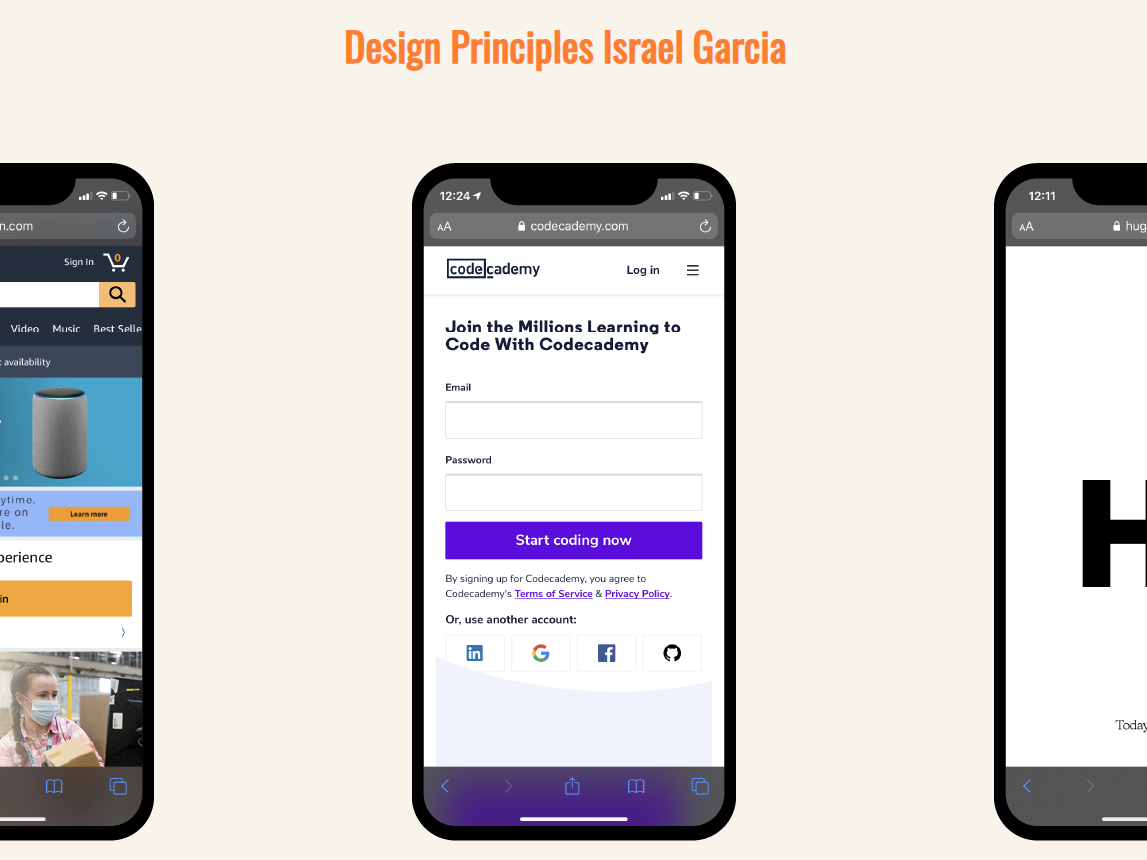 Design Principles Israel Garcia
n.com
Sign In
0
Video Music Best Selle
t availability
ytime,
re on
le.
Learn more
perience
in
12:24
AA codecademy.com
codecademy
Log in
Join the Millions Learning to
Code With Codecademy
Email
Password
Start coding now
By signing up for Codecademy, you agree to
Codecademy's Terms of Service & Privacy Policy.
Or, use another account:
in G f
12:11
AA hug
H
Today